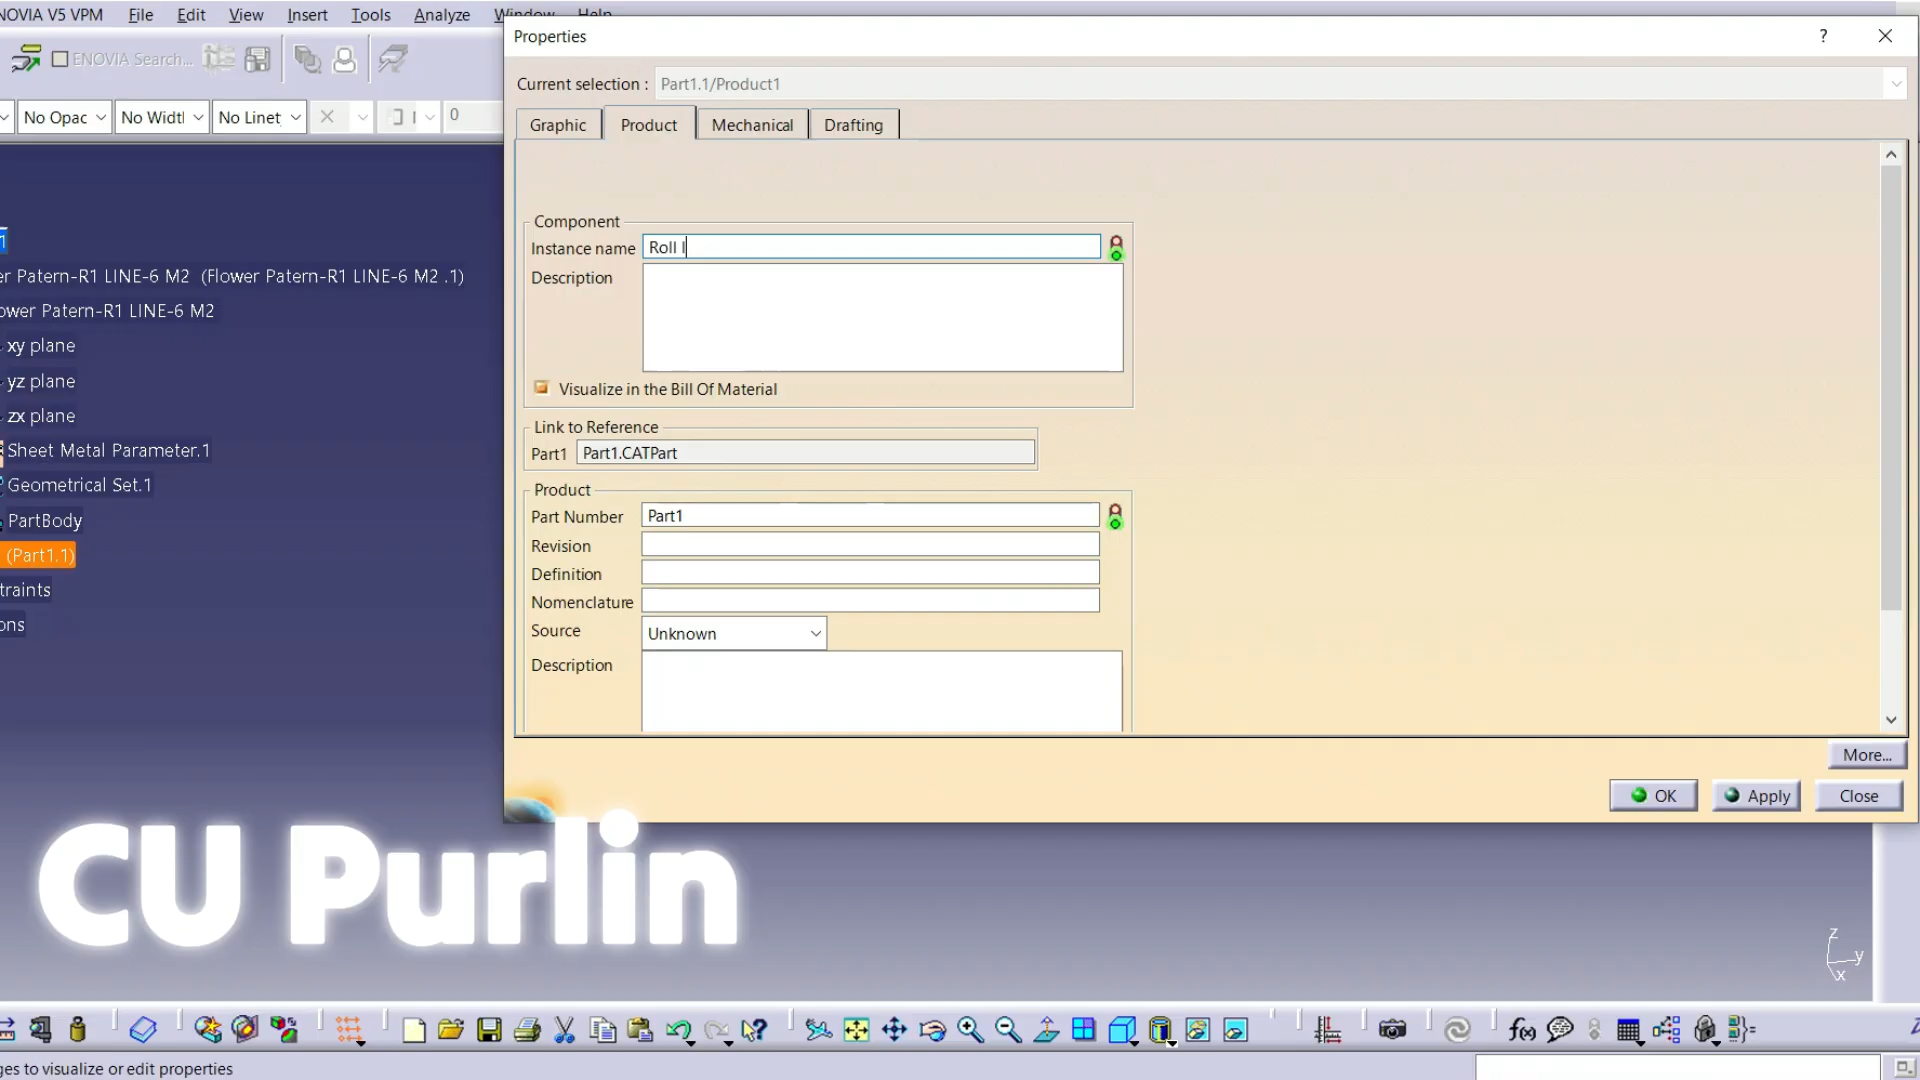 NOVIA V5 VPM File Edit View Insert Tools Analyze Window Help
Properties ?
ENOVIA Search...
Current selection : Part1.1/Product1
No Opac No Widtl No Linet 0
Graphic Product Mechanical Drafting
Component
Instance name Roll l
Description
Visualize in the Bill Of Material
Link to Reference
Part1 Part1.CATPart
Product
Part Number Part1
Revision
Definition
Nomenclature
Source Unknown
Description
More...
OK Apply Close
1
er Patern-R1 LINE-6 M2 (Flower Patern-R1 LINE-6 M2 .1)
ower Patern-R1 LINE-6 M2
xy plane
yz plane
zx plane
Sheet Metal Parameter.1
Geometrical Set.1
PartBody
(Part1.1)
traints
ons
CU Purlin
z
y
x
ges to visualize or edit properties